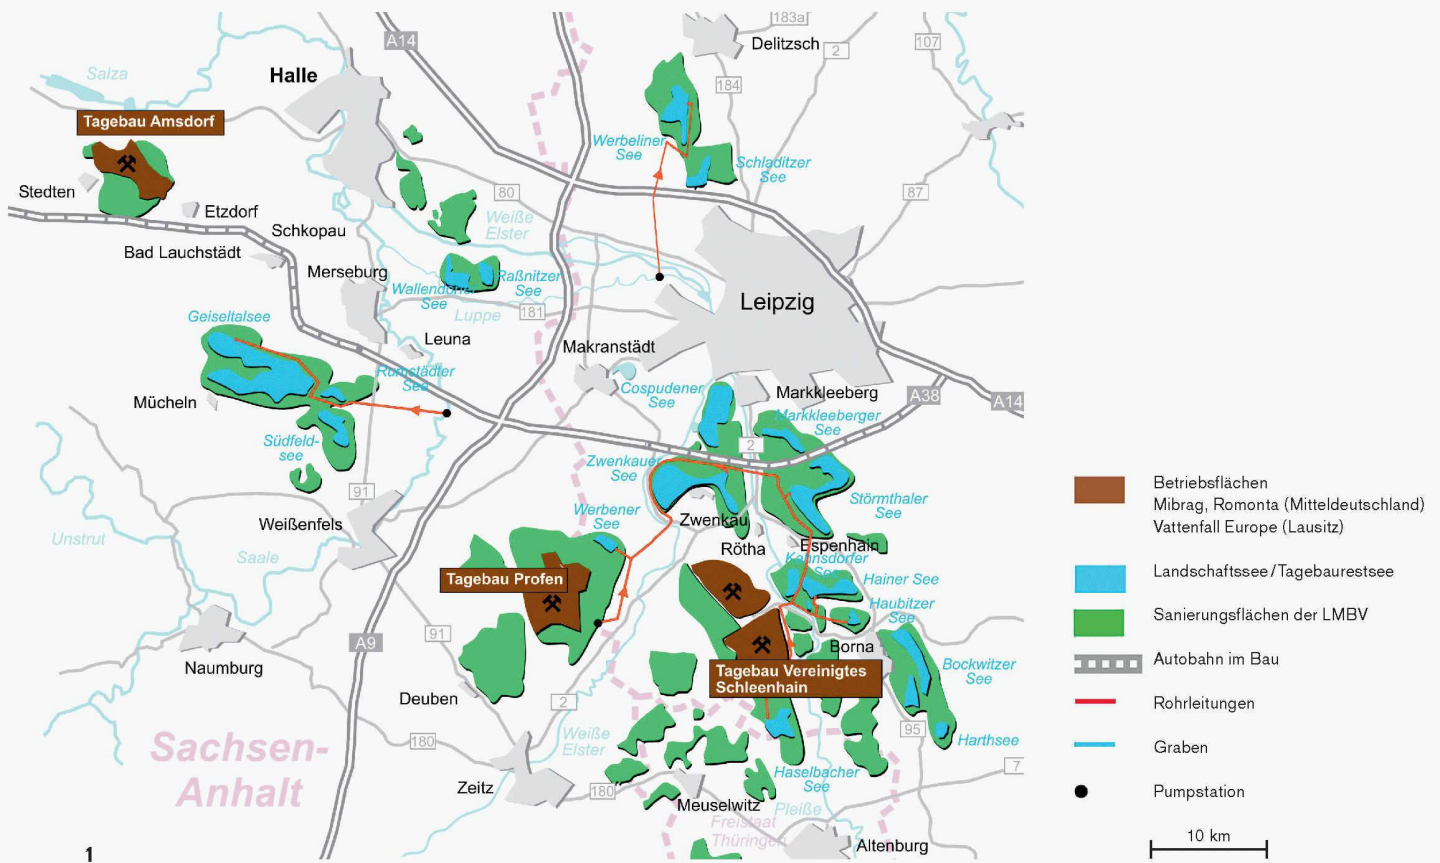 183a
Delitzsch
107
A14
2
Halle
Salza
184
Tagebau Amsdorf
Werbeliner
See
Schladitzer
See
Stedten
80
87
Etzdorf
Weiße
Elster
Schkopau
Bad Lauchstädt
Merseburg
Raßnitzer
See
Wallendorfer
See
Leipzig
Luppe
181
Geiseltalsee
Leuna
Makranstädt
Rumstädter
See
Cospudener
See
Markkleeberg
A38
A14
Mücheln
Markkleeberger
See
Südfeld-
see
2
Zwenkauer
See
91
Störmthaler
See
Werbener
See
Weißenfels
Zwenkau
Unstrut
Rötha
Espenhain
Saale
Kahnsdorfer
See
Tagebau Profen
Hainer See
Haubitzer
See
91
A9
Borna
Naumburg
Bockwitzer
See
Tagebau Vereinigtes
Schleenhain
Deuben
2
95
Weiße
Elster
180
Harthsee
Sachsen-
Anhalt
7
Haselbacher
See
Zeitz
180
Meuselwitz
Pleiße
Freistaat
Thüringen
Altenburg
1
Betriebsflächen
Mibrag, Romonta (Mitteldeutschland)
Vattenfall Europe (Lausitz)
Landschaftssee/Tagebaurestsee
Sanierungsflächen der LMBV
Autobahn im Bau
Rohrleitungen
Graben
Pumpstation
10 km